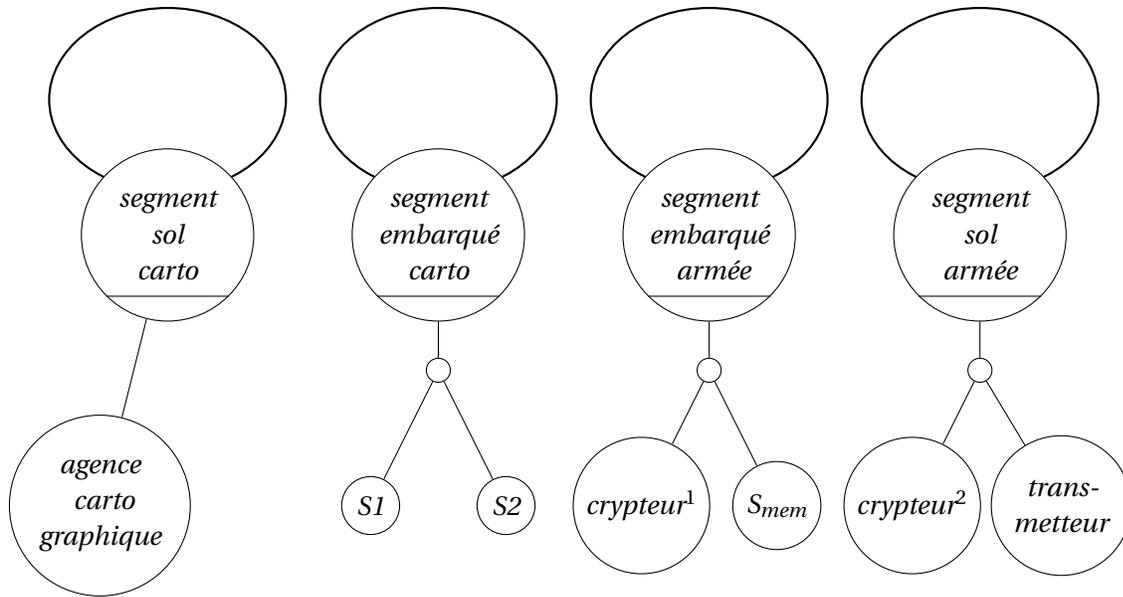 segment
sol
carto
segment
embarqué
carto
segment
embarqué
armée
segment
sol
armée
agence
carto
graphique
S1
S2
crypteur¹
Smem
crypteur²
trans-
metteur